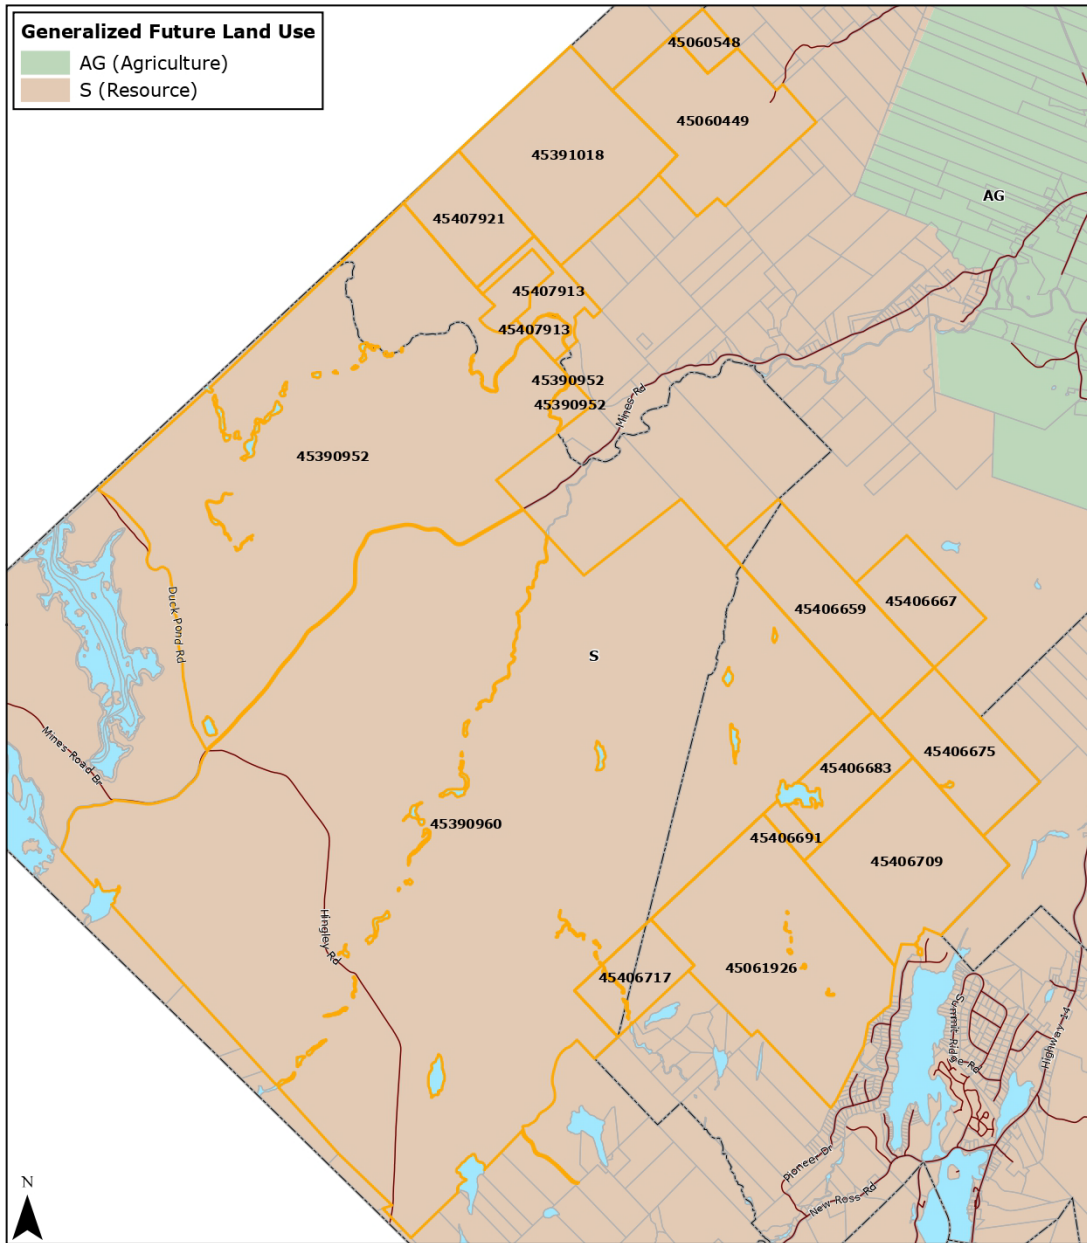 Generalized Future Land Use
AG (Agriculture)
S (Resource)
45060548
45060449
45391018
AG
45407921
45407913
45407913
45390952
45390952
Mines Rd
45390952
Duck Pond Rd
45406667
45406659
S
Mines Road Br
45406675
45406683
45390960
45406691
45406709
Hingley Rd
45061926
45406717
Summit Ridge Rd
Highway 14
Pioneer Dr
New Ross Rd
N